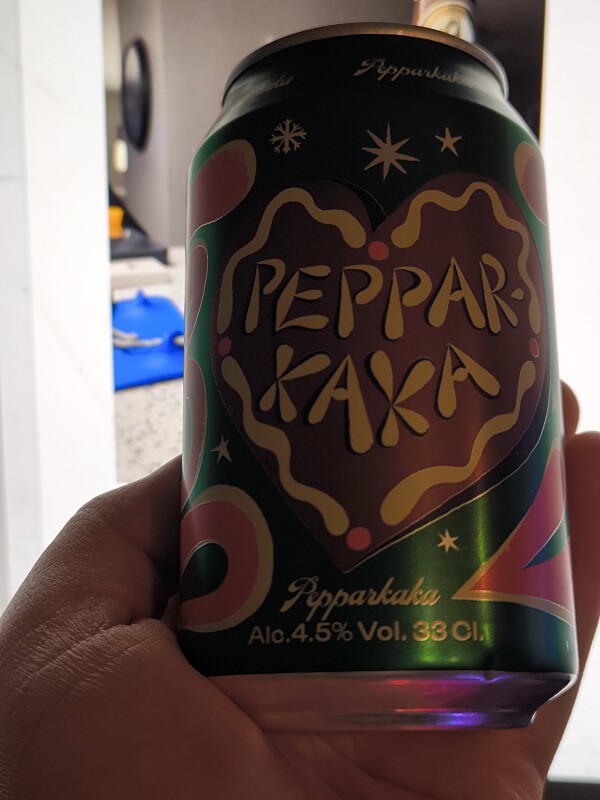 Pepparkaka
PEPPAR-
KAKA
Pepparkaka
Alc.4.5% Vol. 33 Cl.